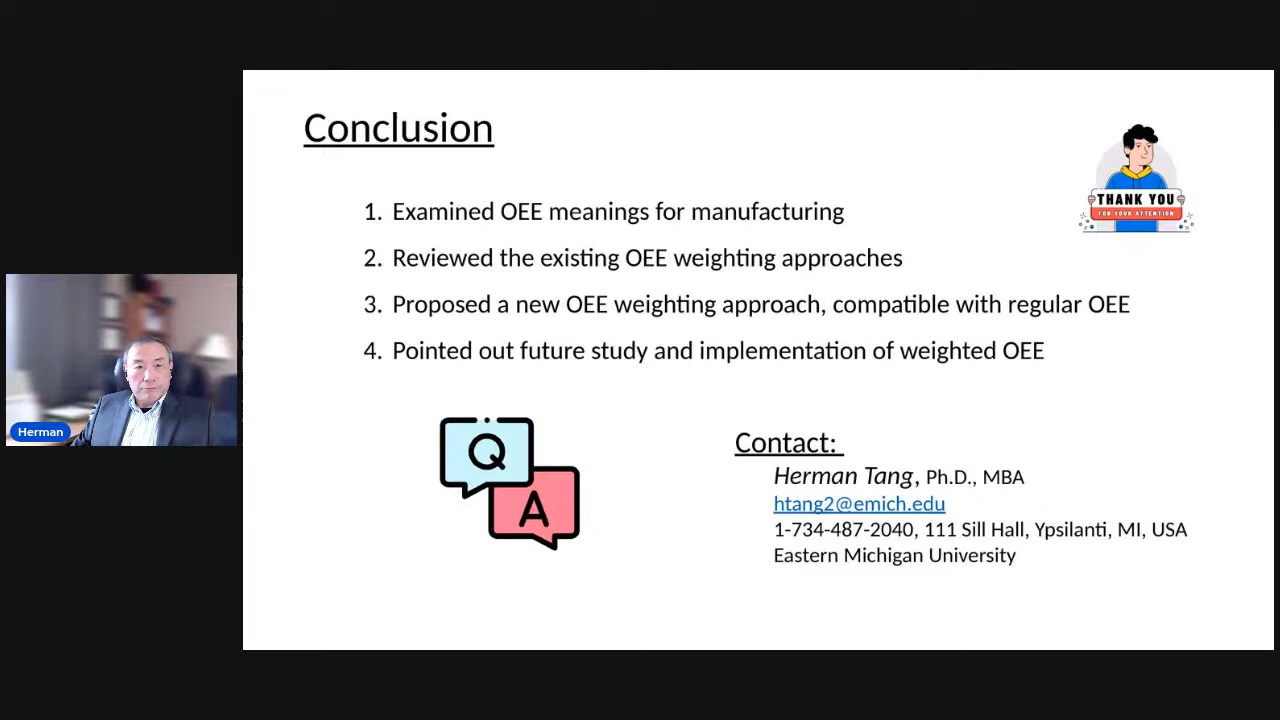 Conclusion
THANK YOU
FOR YOUR ATTENTION
1. Examined OEE meanings for manufacturing
2. Reviewed the existing OEE weighting approaches
3. Proposed a new OEE weighting approach, compatible with regular OEE
4. Pointed out future study and implementation of weighted OEE
Herman
Q
A
Contact:
Herman Tang, Ph.D., MBA
htang2@emich.edu
1-734-487-2040, 111 Sill Hall, Ypsilanti, MI, USA
Eastern Michigan University